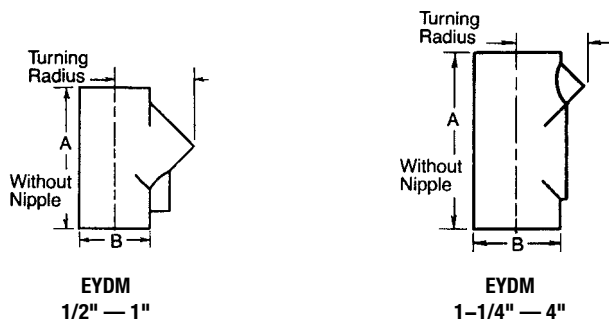 Turning
Radius
A
Without
Nipple
B
EYDM
1/2" — 1"
Turning
Radius
A
Without
Nipple
B
EYDM
1–1/4" — 4"